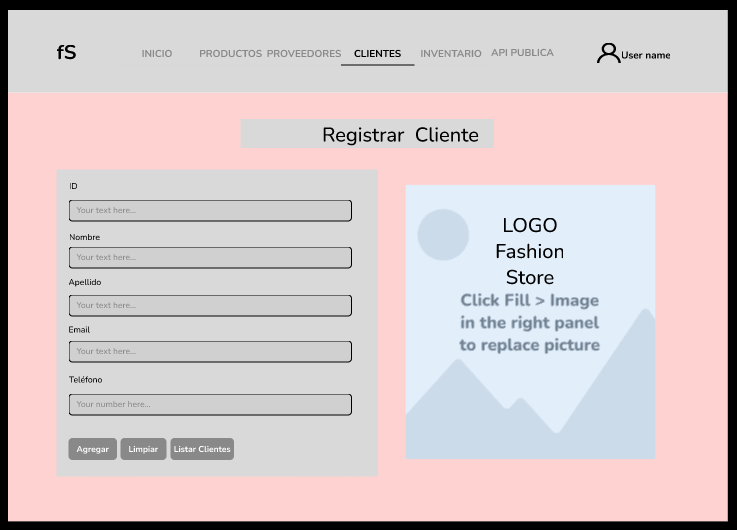 fS INICIO PRODUCTOS PROVEEDORES CLIENTES INVENTARIO API PUBLICA User name
Registrar Cliente
ID
Your text here...
Nombre
Your text here...
Apellido
Your text here...
Email
Your text here...
Teléfono
Your number here...
Agregar Limpiar Listar Clientes
LOGO
Fashion
Store
Click Fill > Image
in the right panel
to replace picture